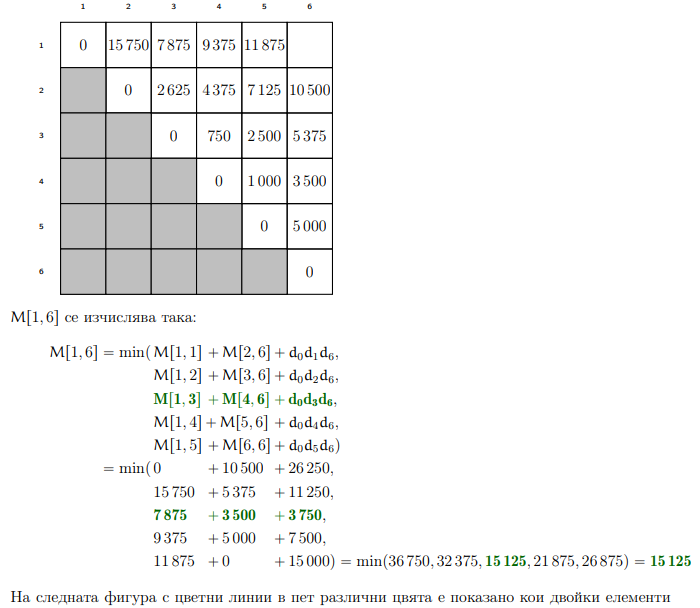 1 2 3 4 5 6
1 0 15 750 7 875 9 375 11 875
2 0 2 625 4 375 7 125 10 500
3 0 750 2 500 5 375
4 0 1 000 3 500
5 0 5 000
6 0
M[1, 6] се изчислява така:
M[1, 6] = min( M[1, 1] + M[2, 6] + d₀d₁d₆,
M[1, 2] + M[3, 6] + d₀d₂d₆,
M[1, 3] + M[4, 6] + d₀d₃d₆,
M[1, 4] + M[5, 6] + d₀d₄d₆,
M[1, 5] + M[6, 6] + d₀d₅d₆)
= min( 0 + 10 500 + 26 250,
15 750 + 5 375 + 11 250,
7 875 + 3 500 + 3 750,
9 375 + 5 000 + 7 500,
11 875 + 0 + 15 000) = min(36 750, 32 375, 15 125, 21 875, 26 875) = 15 125
На следната фигура с цветни линии в пет различни цвята е показано кои двойки елементи